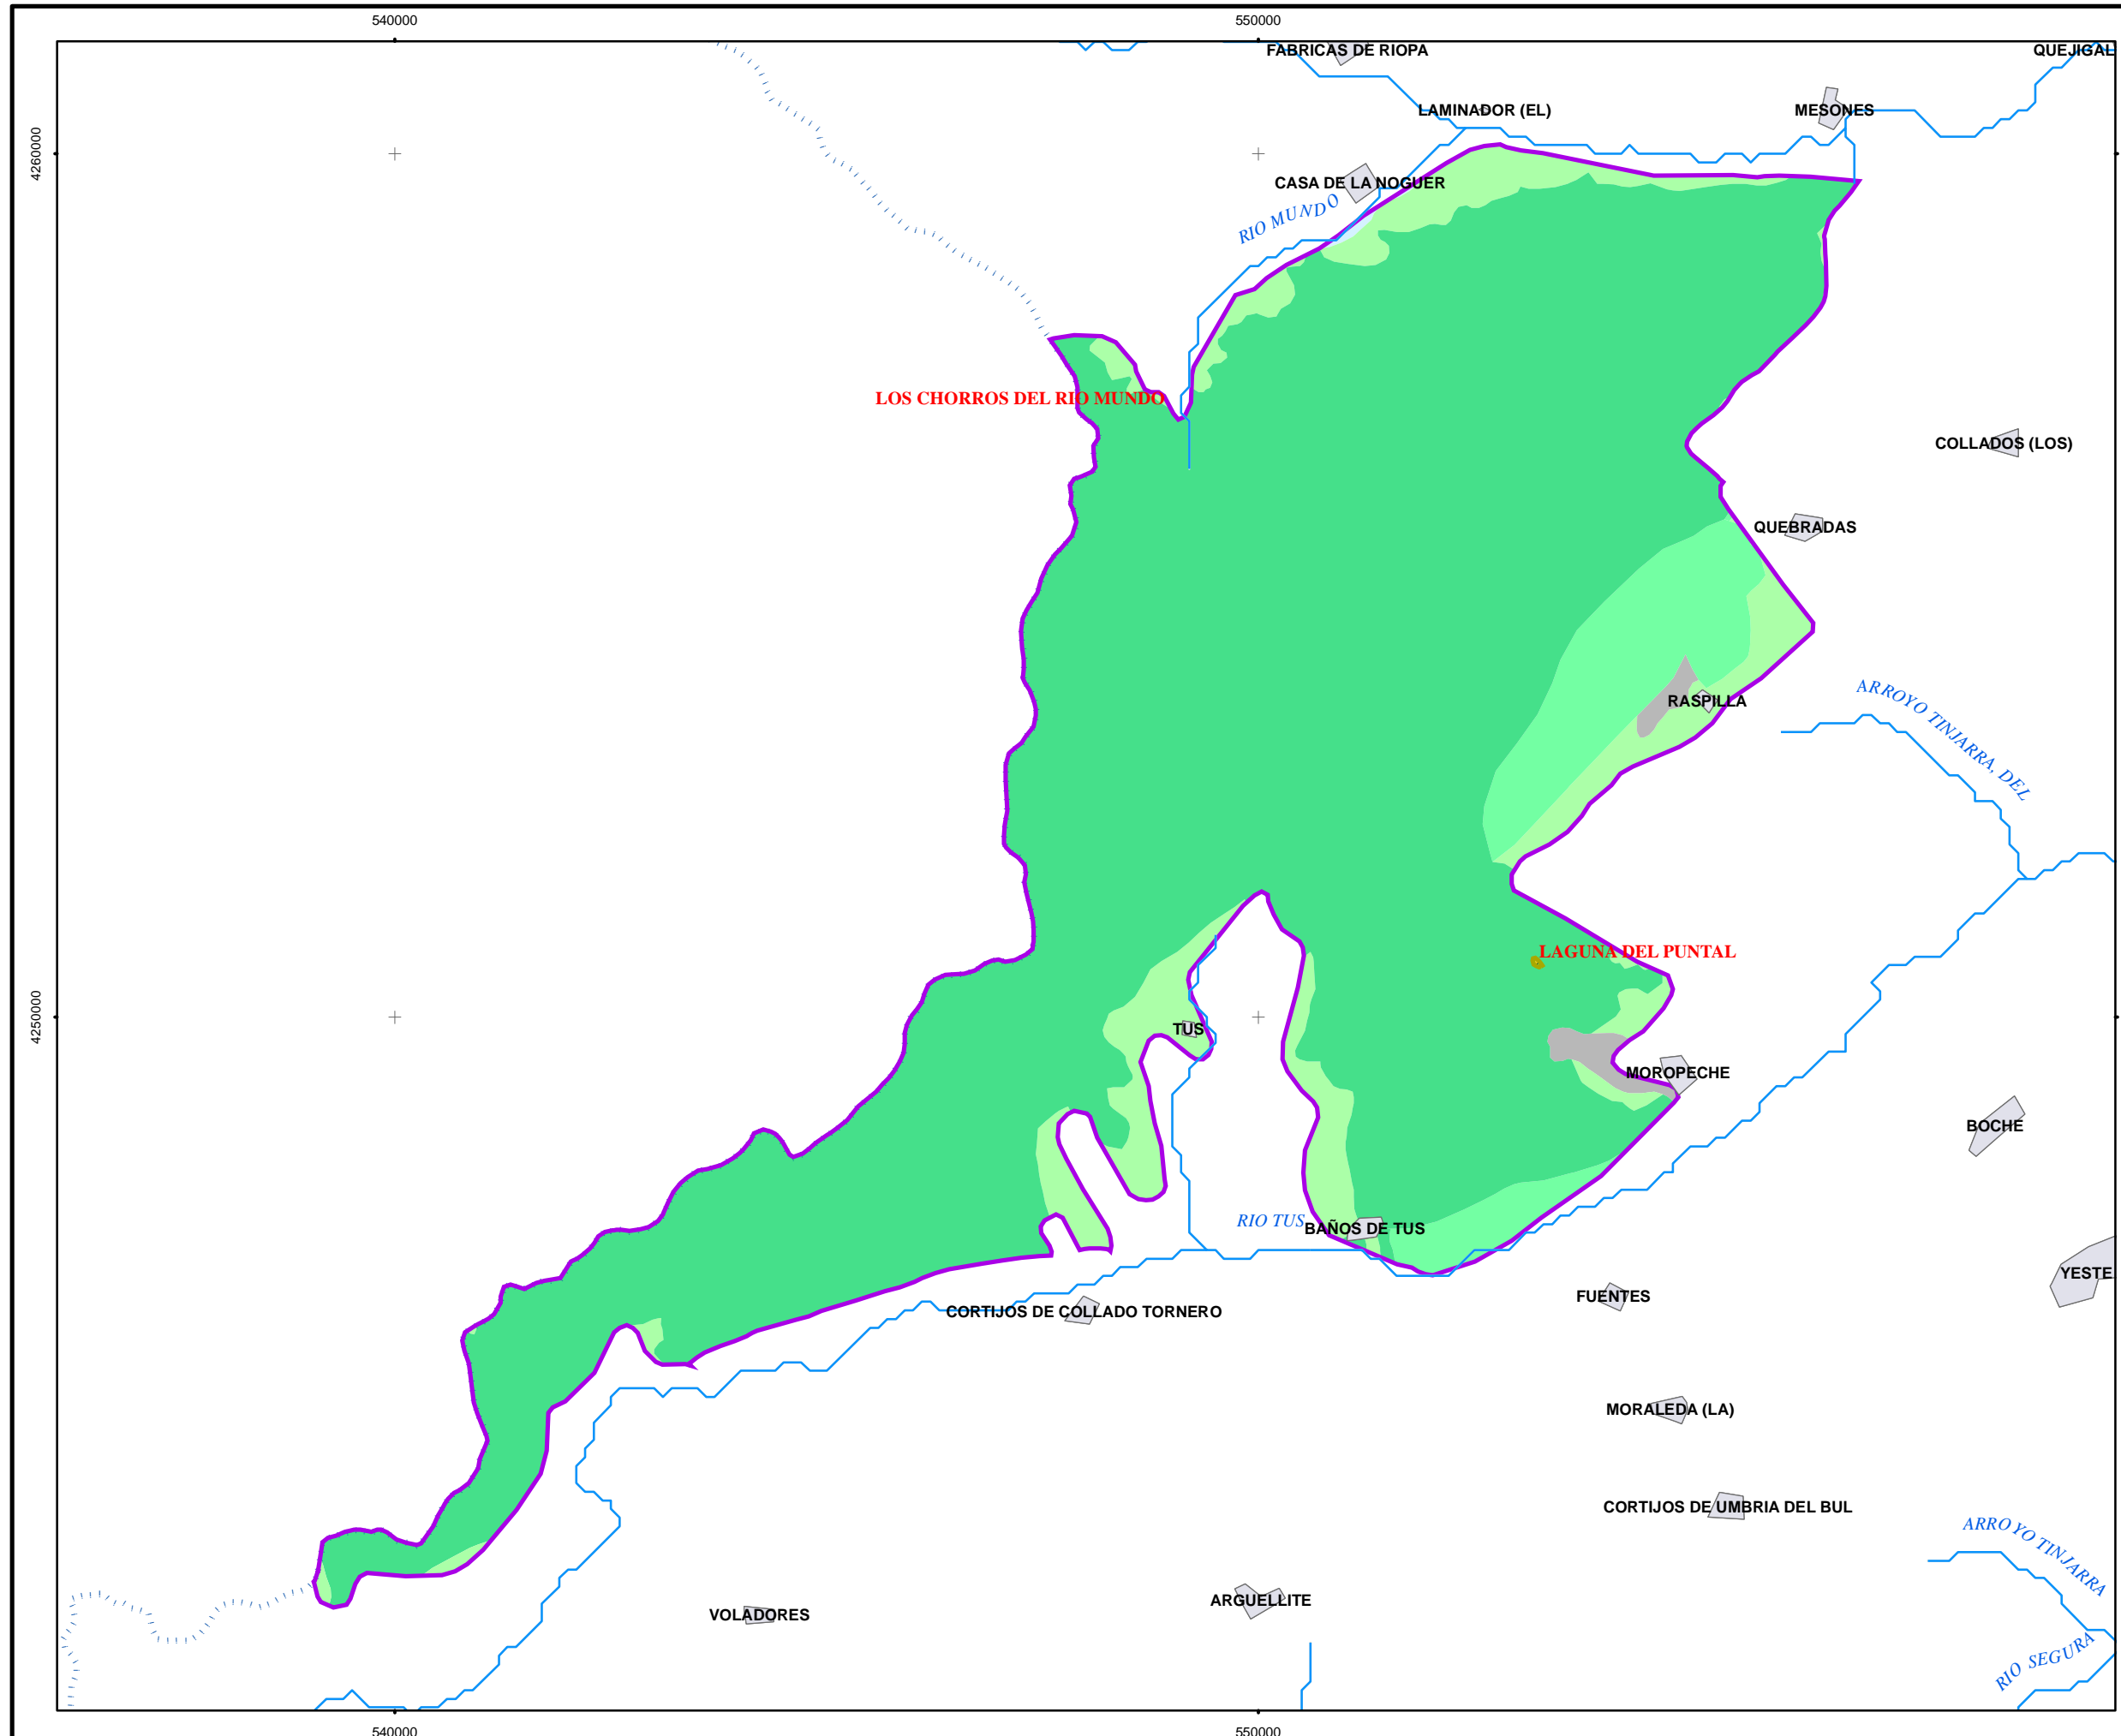 540000
550000
FABRICAS DE RIOPA
QUEJIGAL
LAMINADOR (EL)
MESONES
4260000
CASA DE LA NOGUER
RIO MUNDO
LOS CHORROS DEL RIO MUNDO
COLLADOS (LOS)
QUEBRADAS
RASPILLA
ARROYO TINJARRA, DEL
LAGUNA DEL PUNTAL
4250000
TUS
MOROPECHE
BOCHE
RIO TUS
BAÑOS DE TUS
YESTE
FUENTES
CORTIJOS DE COLLADO TORNERO
MORALEDA (LA)
CORTIJOS DE UMBRIA DEL BUL
ARROYO TINJARRA
ARGUELLITE
VOLADORES
RIO SEGURA
540000
550000